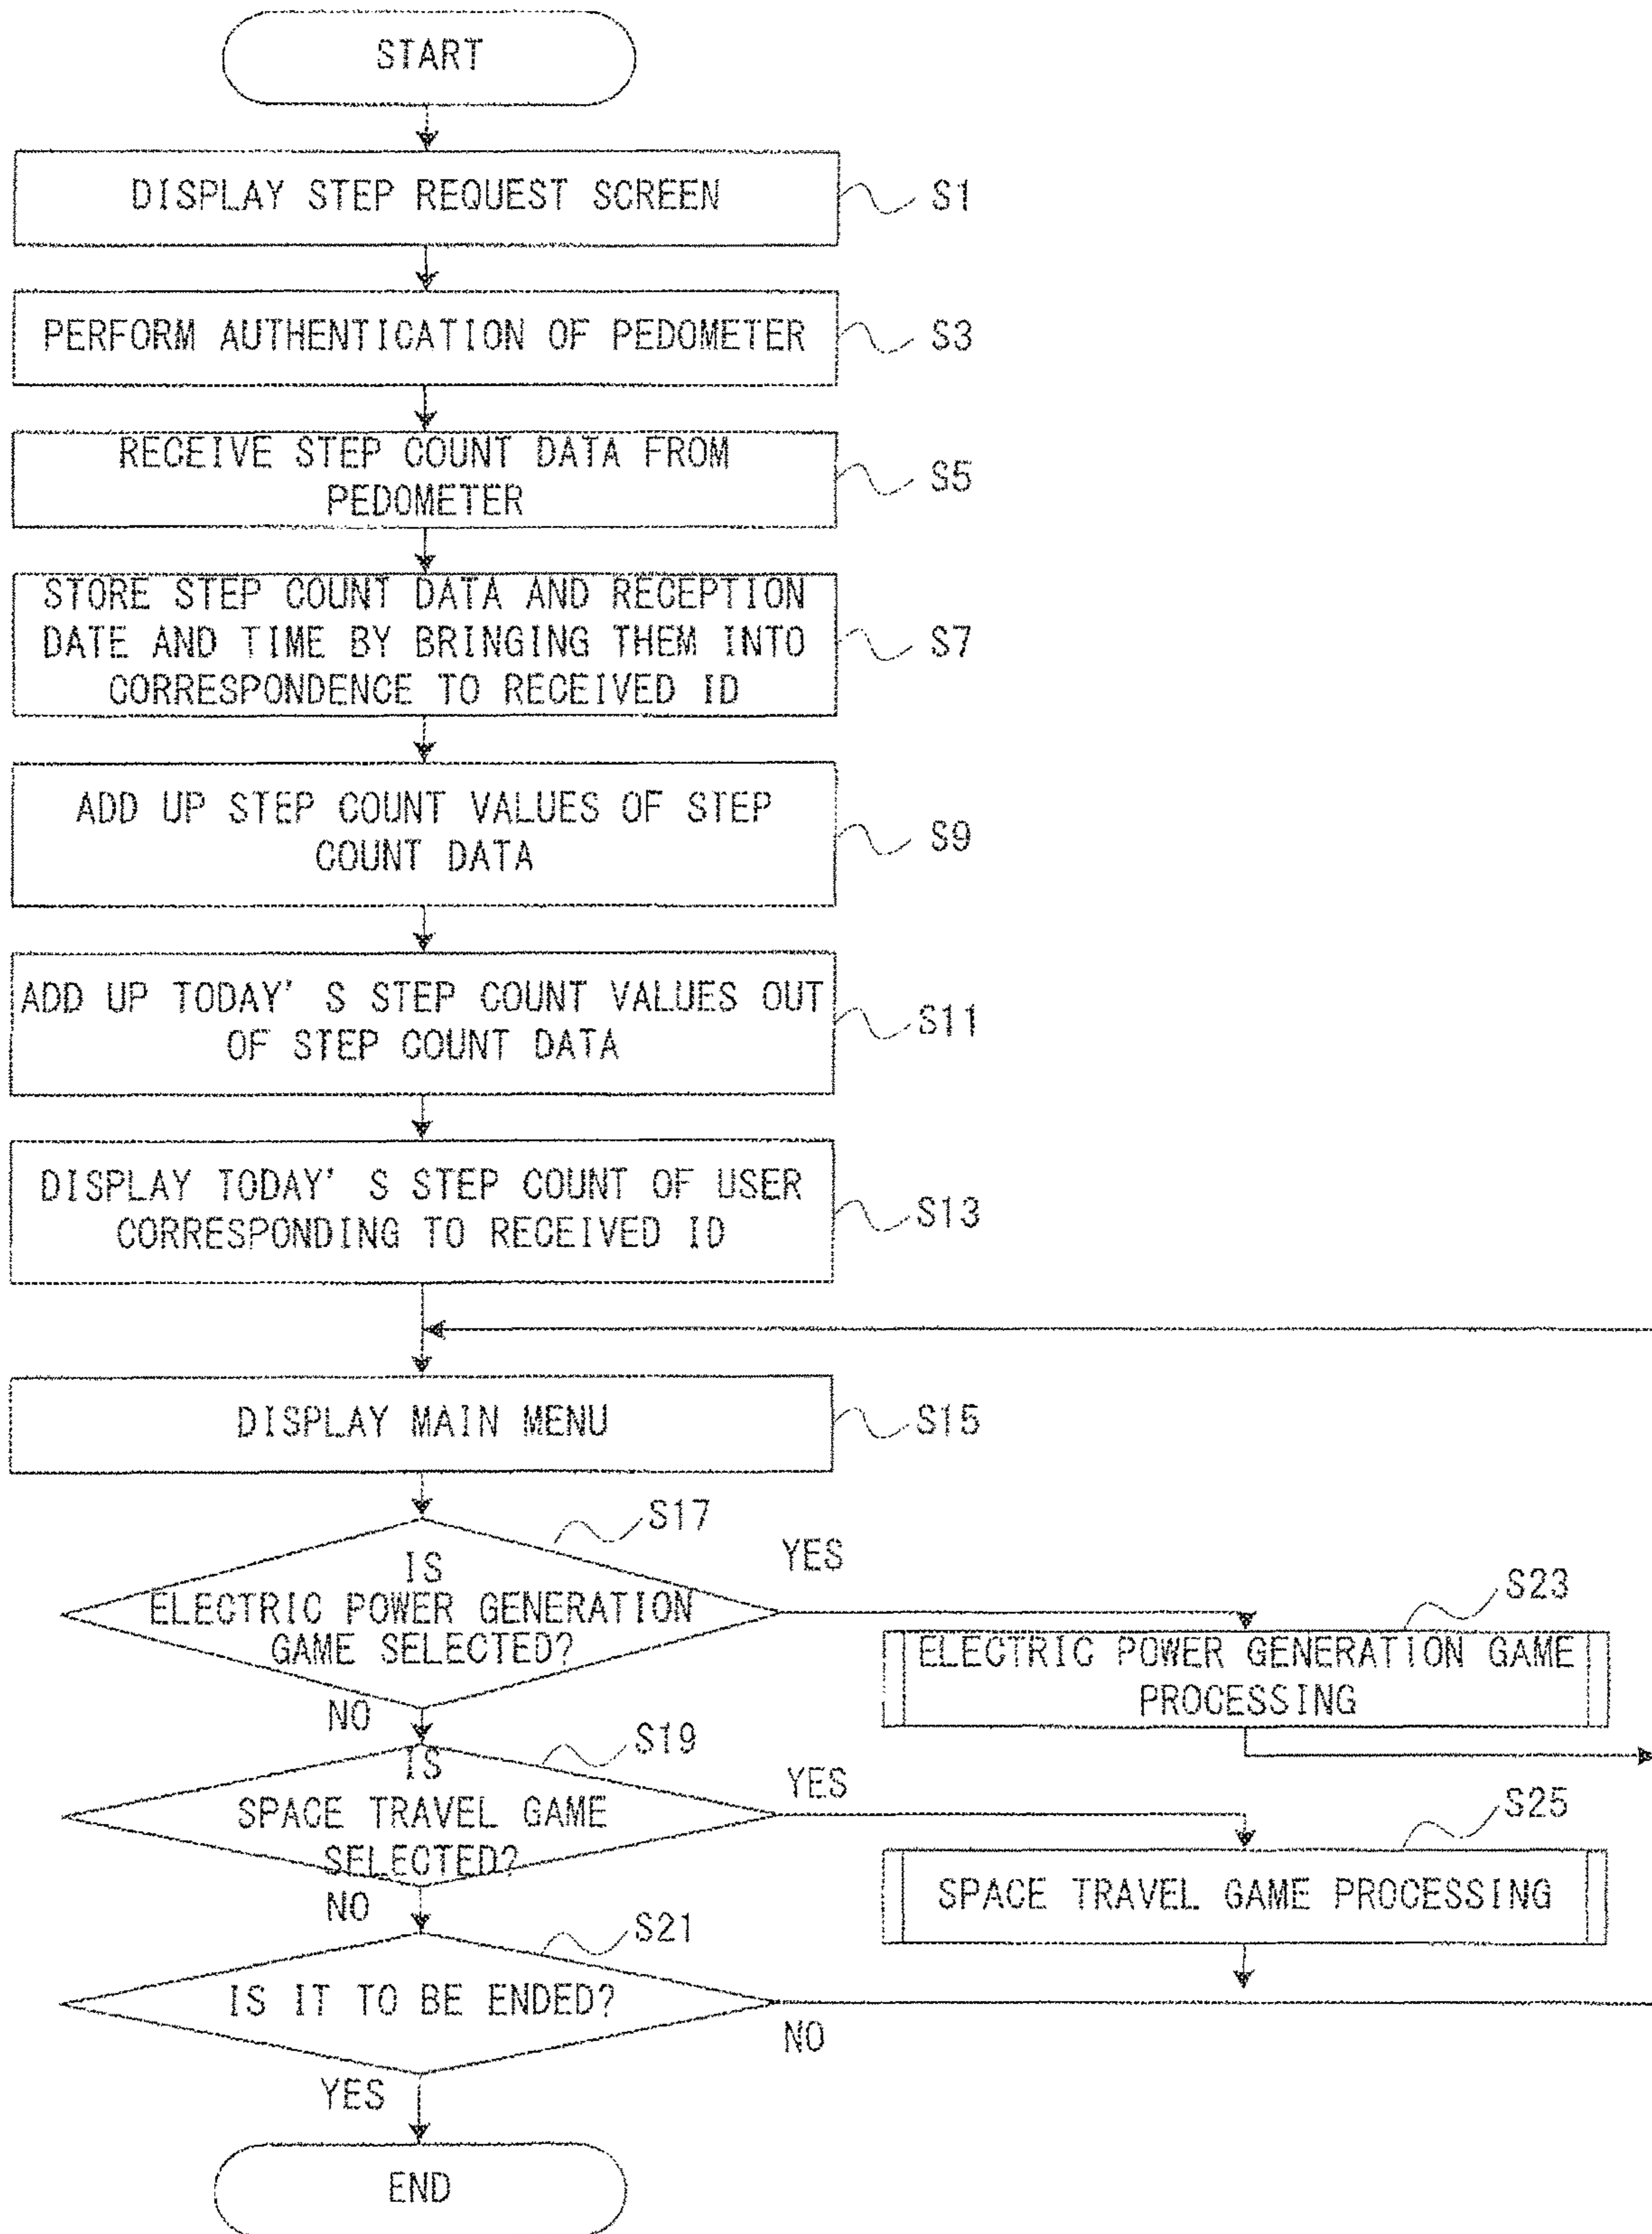 START
DISPLAY STEP REQUEST SCREEN
S1
PERFORM AUTHENTICATION OF PEDOMETER
S3
RECEIVE STEP COUNT DATA FROM
PEDOMETER
S5
STORE STEP COUNT DATA AND RECEPTION
DATE AND TIME BY BRINGING THEM INTO
CORRESPONDENCE TO RECEIVED ID
S7
ADD UP STEP COUNT VALUES OF STEP
COUNT DATA
S9
ADD UP TODAY' S STEP COUNT VALUES OUT
OF STEP COUNT DATA
S11
DISPLAY TODAY' S STEP COUNT OF USER
CORRESPONDING TO RECEIVED ID
S13
DISPLAY MAIN MENU
S15
S17
IS
ELECTRIC POWER GENERATION
GAME SELECTED?
YES
NO
S23
ELECTRIC POWER GENERATION GAME
PROCESSING
S19
IS
SPACE TRAVEL GAME
SELECTED?
YES
NO
S25
SPACE TRAVEL GAME PROCESSING
S21
IS IT TO BE ENDED?
NO
YES
END